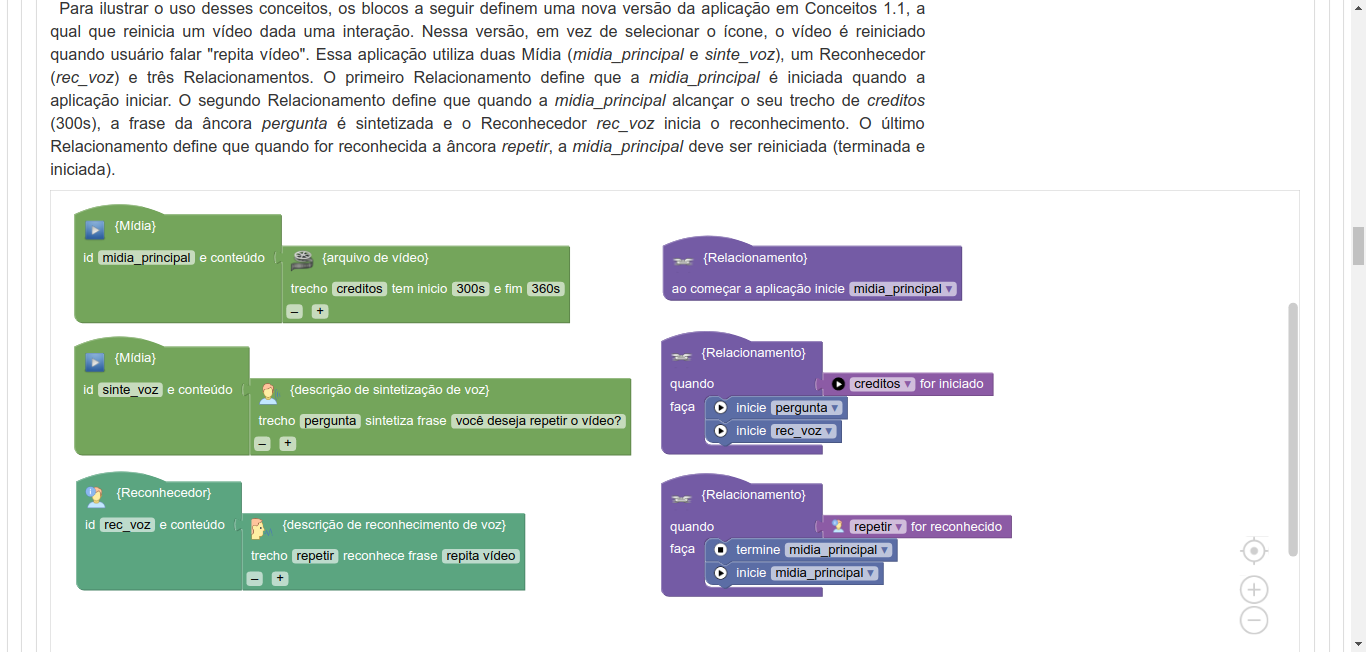 Para ilustrar o uso desses conceitos, os blocos a seguir definem uma nova versão da aplicação em Conceitos 1.1, a
qual que reinicia um vídeo dada uma interação. Nessa versão, em vez de selecionar o ícone, o vídeo é reiniciado
quando usuário falar "repita vídeo". Essa aplicação utiliza duas Mídia (midia_principal e sinte_voz), um Reconhecedor
(rec_voz) e três Relacionamentos. O primeiro Relacionamento define que a midia_principal é iniciada quando a
aplicação iniciar. O segundo Relacionamento define que quando a midia_principal alcançar o seu trecho de creditos
(300s), a frase da âncora pergunta é sintetizada e o Reconhecedor rec_voz inicia o reconhecimento. O último
Relacionamento define que quando for reconhecida a âncora repetir, a midia_principal deve ser reiniciada (terminada e
iniciada).
{Mídia}
id midia_principal e conteúdo
{arquivo de vídeo}
trecho creditos tem inicio 300s e fim 360s
– +
{Mídia}
id sinte_voz e conteúdo
{descrição de sintetização de voz}
trecho pergunta sintetiza frase você deseja repetir o vídeo?
– +
{Reconhecedor}
id rec_voz e conteúdo
{descrição de reconhecimento de voz}
trecho repetir reconhece frase repita vídeo
– +
{Relacionamento}
ao começar a aplicação inicie midia_principal
{Relacionamento}
quando creditos for iniciado
faça inicie pergunta
inicie rec_voz
{Relacionamento}
quando repetir for reconhecido
faça termine midia_principal
inicie midia_principal